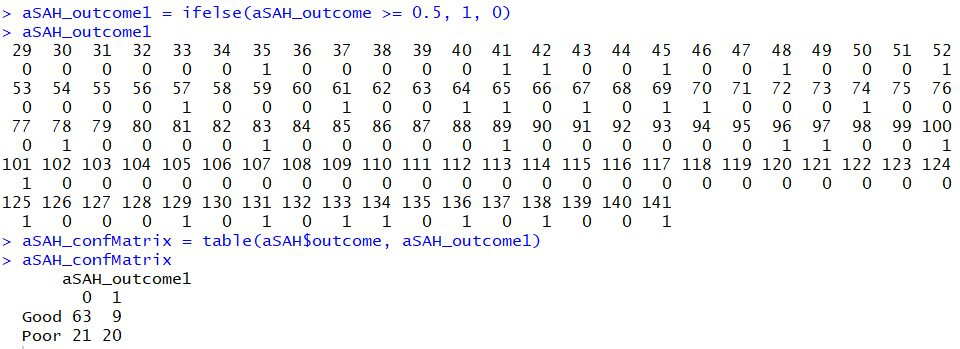 > aSAH_outcome1 = ifelse(aSAH_outcome >= 0.5, 1, 0)
> aSAH_outcome1
29 30 31 32 33 34 35 36 37 38 39 40 41 42 43 44 45 46 47 48 49 50 51 52
0 0 0 0 0 0 1 0 0 0 0 0 1 1 0 0 1 0 0 1 0 0 0 1
53 54 55 56 57 58 59 60 61 62 63 64 65 66 67 68 69 70 71 72 73 74 75 76
0 0 0 0 1 0 0 0 1 0 0 1 1 0 1 0 1 1 0 0 0 1 0 0
77 78 79 80 81 82 83 84 85 86 87 88 89 90 91 92 93 94 95 96 97 98 99 100
0 1 0 0 1 0 1 0 0 0 0 0 1 0 0 0 0 0 0 1 1 0 0 1
101 102 103 104 105 106 107 108 109 110 111 112 113 114 115 116 117 118 119 120 121 122 123 124
1 0 0 0 0 0 0 0 0 0 0 0 0 0 0 0 0 0 0 0 0 0 0 0
125 126 127 128 129 130 131 132 133 134 135 136 137 138 139 140 141
1 0 0 0 1 0 1 0 1 1 0 1 0 1 0 0 1
> aSAH_confMatrix = table(aSAH$outcome, aSAH_outcome1)
> aSAH_confMatrix
aSAH_outcome1
0 1
Good 63 9
Poor 21 20